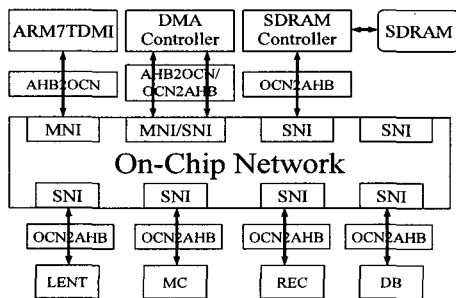 ARM7TDMI
DMA
Controller
SDRAM
Controller
SDRAM
AHB2OCN
AHB2OCN/
OCN2AHB
OCN2AHB
MNI
MNI/SNI
SNI
SNI
On-Chip Network
SNI
SNI
SNI
SNI
OCN2AHB
OCN2AHB
OCN2AHB
OCN2AHB
LENT
MC
REC
DB